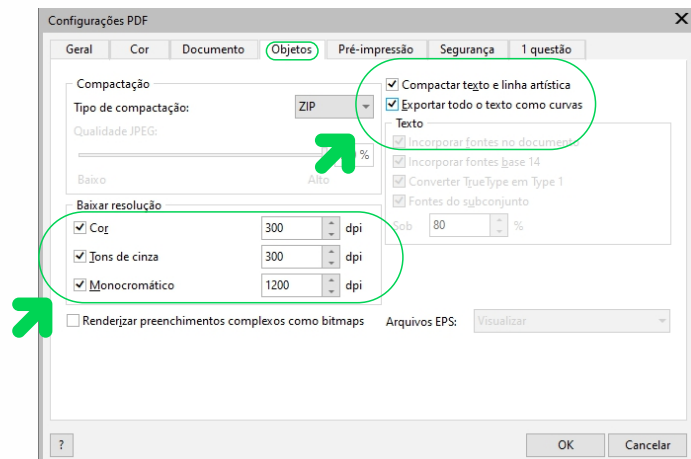 Configurações PDF
Geral Cor Documento Objetos Pré-impressão Segurança 1 questão
Compactação
Tipo de compactação: ZIP
Qualidade JPEG:
%
Baixo Alto
Baixar resolução
Cor 300 dpi
Tons de cinza 300 dpi
Monocromático 1200 dpi
Renderizar preenchimentos complexos como bitmaps
Compactar texto e linha artística
Exportar todo o texto como curvas
Texto
Incorporar fontes no documento
Incorporar fontes base 14
Converter TrueType em Type 1
Fontes do subconjunto
Sob 80 %
Arquivos EPS: Visualizar
? OK Cancelar